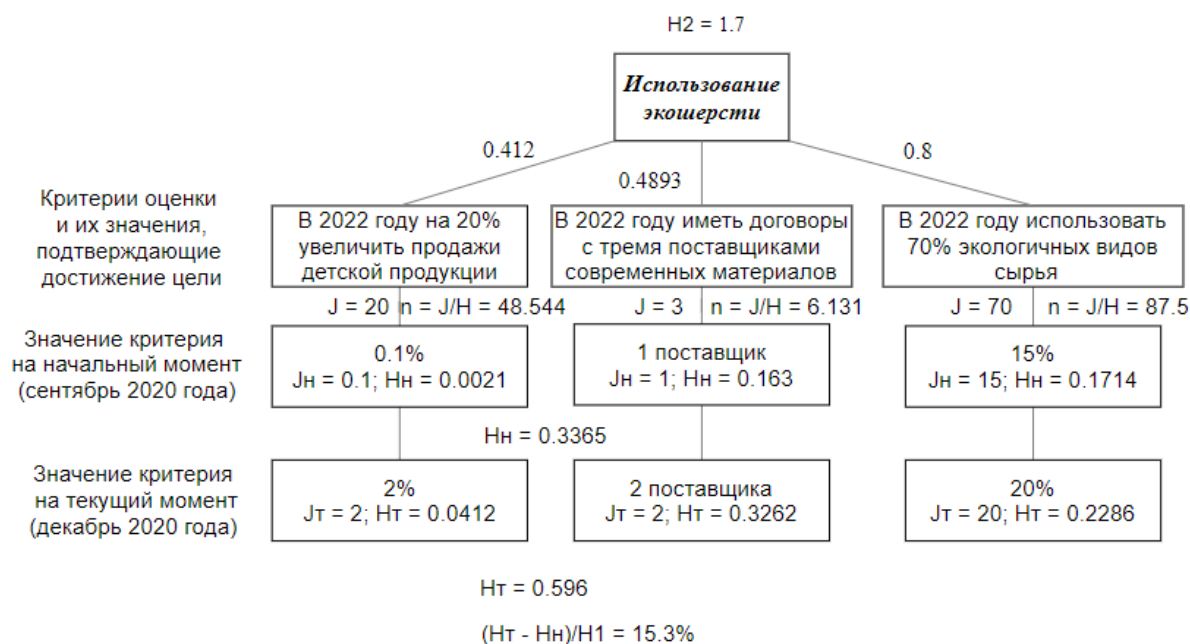 H2 = 1.7
Использование
экошерсти
0.412
0.4893
0.8
Критерии оценки
и их значения,
подтверждающие
достижение цели
В 2022 году на 20%
увеличить продажи
детской продукции
В 2022 году иметь договоры
с тремя поставщиками
современных материалов
В 2022 году использовать
70% экологичных видов
сырья
J = 20 n = J/H = 48.544
J = 3 n = J/H = 6.131
J = 70 n = J/H = 87.5
Значение критерия
на начальный момент
(сентябрь 2020 года)
0.1%
Jн = 0.1; Hн = 0.0021
1 поставщик
Jн = 1; Hн = 0.163
15%
Jн = 15; Hн = 0.1714
Hн = 0.3365
Значение критерия
на текущий момент
(декабрь 2020 года)
2%
Jт = 2; Hт = 0.0412
2 поставщика
Jт = 2; Hт = 0.3262
20%
Jт = 20; Hт = 0.2286
Hт = 0.596
(Hт - Hн)/H1 = 15.3%